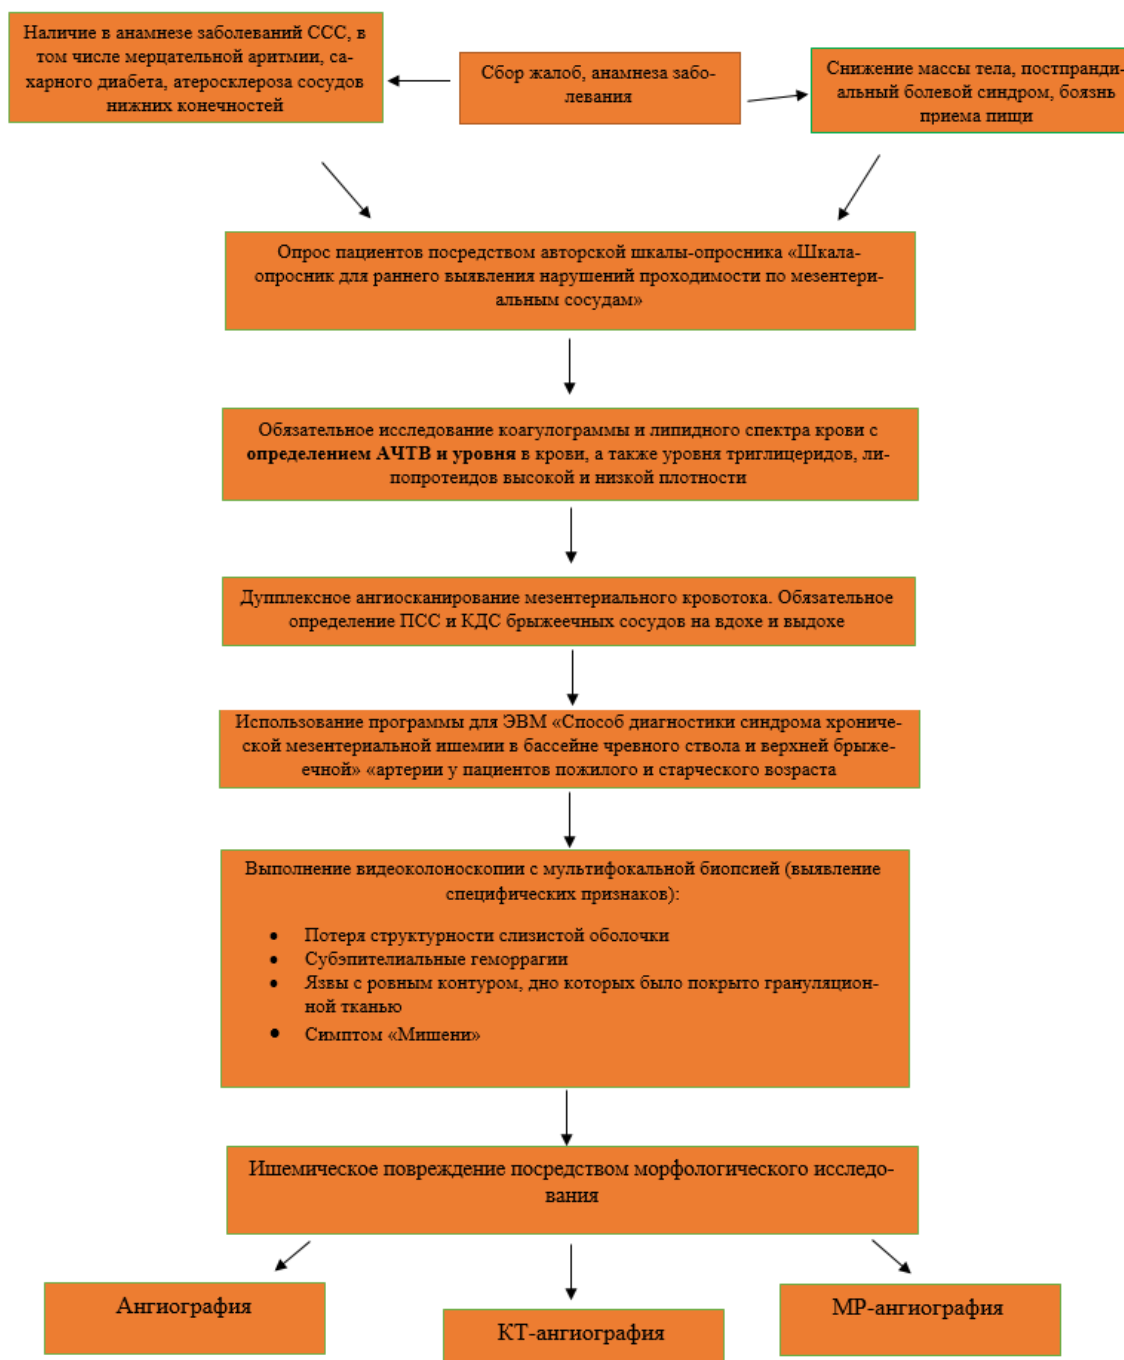 Наличие в анамнезе заболеваний ССС, в
том числе мерцательной аритмии, са-
харного диабета, атеросклероза сосудов
нижних конечностей
Сбор жалоб, анамнеза забо-
левания
Снижение массы тела, постпранди-
альный болевой синдром, боязнь
приема пищи
Опрос пациентов посредством авторской шкалы-опросника «Шкала-
опросник для раннего выявления нарушений проходимости по мезентери-
альным сосудам»
Обязательное исследование коагулограммы и липидного спектра крови с
определением АЧТВ и уровня в крови, а также уровня триглицеридов, ли-
попротеидов высокой и низкой плотности
Дупплексное ангиосканирование мезентериального кровотока. Обязательное
определение ПСС и КДС брыжеечных сосудов на вдохе и выдохе
Использование программы для ЭВМ «Способ диагностики синдрома хрониче-
ской мезентериальной ишемии в бассейне чревного ствола и верхней брыже-
ечной» «артерии у пациентов пожилого и старческого возраста
Выполнение видеоколоноскопии с мультифокальной биопсией (выявление
специфических признаков):
• Потеря структурности слизистой оболочки
• Субэпителиальные геморрагии
• Язвы с ровным контуром, дно которых было покрыто грануляцион-
ной тканью
• Симптом «Мишени»
Ишемическое повреждение посредством морфологического исследо-
вания
Ангиография
КТ-ангиография
МР-ангиография